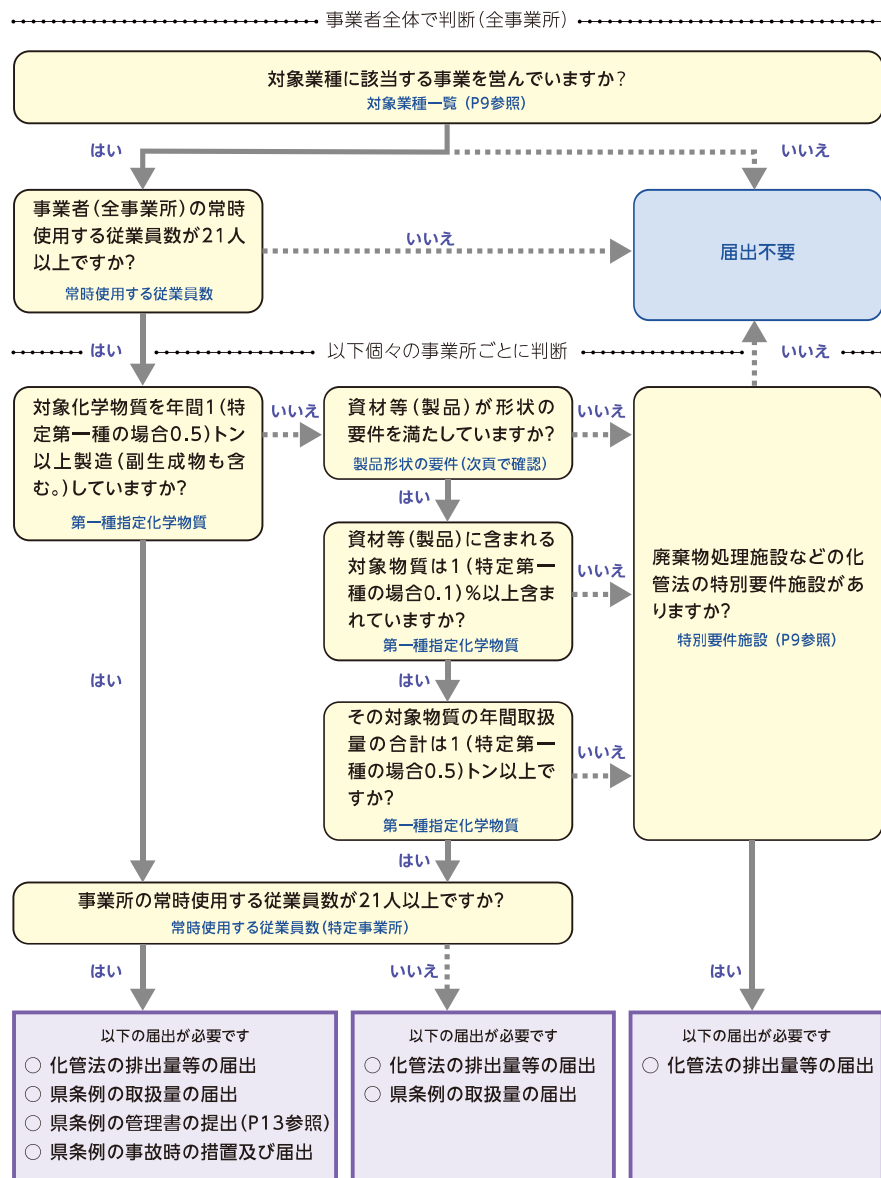 事業者全体で判断(全事業所)
対象業種に該当する事業を営んでいますか?
対象業種一覧 (P9参照)
はい
いいえ
事業者(全事業所)の常時
使用する従業員数が21人
以上ですか?
常時使用する従業員数
いいえ
届出不要
はい
以下個々の事業所ごとに判断
いいえ
対象化学物質を年間1(特
定第一種の場合0.5)トン
以上製造(副生成物も含
む。)していますか?
第一種指定化学物質
いいえ
資材等(製品)が形状の
要件を満たしていますか?
製品形状の要件(次頁で確認)
いいえ
はい
資材等(製品)に含まれる
対象物質は1(特定第一
種の場合0.1)%以上含ま
れていますか?
第一種指定化学物質
いいえ
廃棄物処理施設などの化
管法の特別要件施設があ
りますか?
特別要件施設 (P9参照)
はい
はい
その対象物質の年間取扱
量の合計は1(特定第一
種の場合0.5)トン以上で
すか?
第一種指定化学物質
いいえ
はい
事業所の常時使用する従業員数が21人以上ですか?
常時使用する従業員数(特定事業所)
はい
いいえ
はい
以下の届出が必要です
○ 化管法の排出量等の届出
○ 県条例の取扱量の届出
○ 県条例の管理書の提出(P13参照)
○ 県条例の事故時の措置及び届出
以下の届出が必要です
○ 化管法の排出量等の届出
○ 県条例の取扱量の届出
以下の届出が必要です
○ 化管法の排出量等の届出